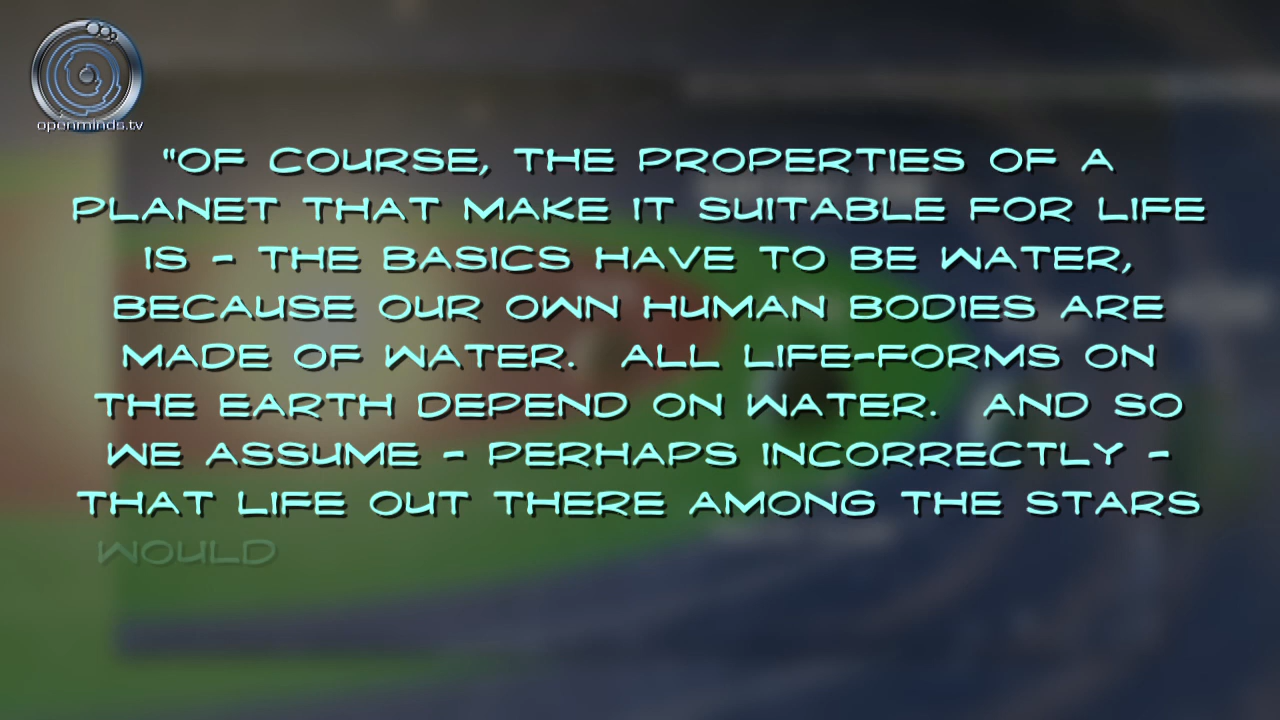 openminds.tv
"OF COURSE, THE PROPERTIES OF A
PLANET THAT MAKE IT SUITABLE FOR LIFE
IS - THE BASICS HAVE TO BE WATER,
BECAUSE OUR OWN HUMAN BODIES ARE
MADE OF WATER. ALL LIFE-FORMS ON
THE EARTH DEPEND ON WATER. AND SO
WE ASSUME - PERHAPS INCORRECTLY -
THAT LIFE OUT THERE AMONG THE STARS
WOULD